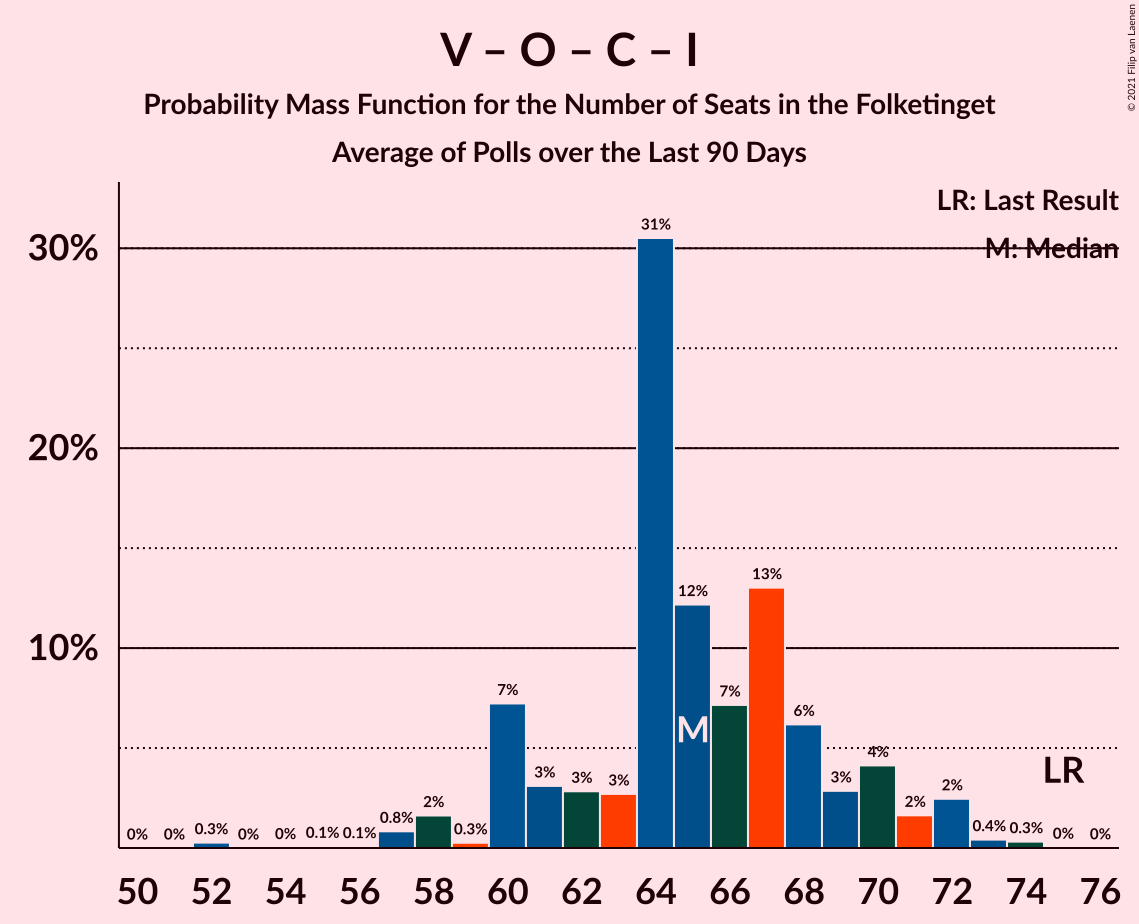 V – O – C – I
Probability Mass Function for the Number of Seats in the Folketinget
Average of Polls over the Last 90 Days
© 2021 Filip van Laenen
LR: Last Result
M: Median
30%
20%
10%
0% 0% 0.3% 0% 0% 0.1% 0.1% 0.8% 2% 0.3% 7% 3% 3% 3% 31% 12% 7% 13% 6% 3% 4% 2% 2% 0.4% 0.3% 0% 0%
M
LR
50 52 54 56 58 60 62 64 66 68 70 72 74 76